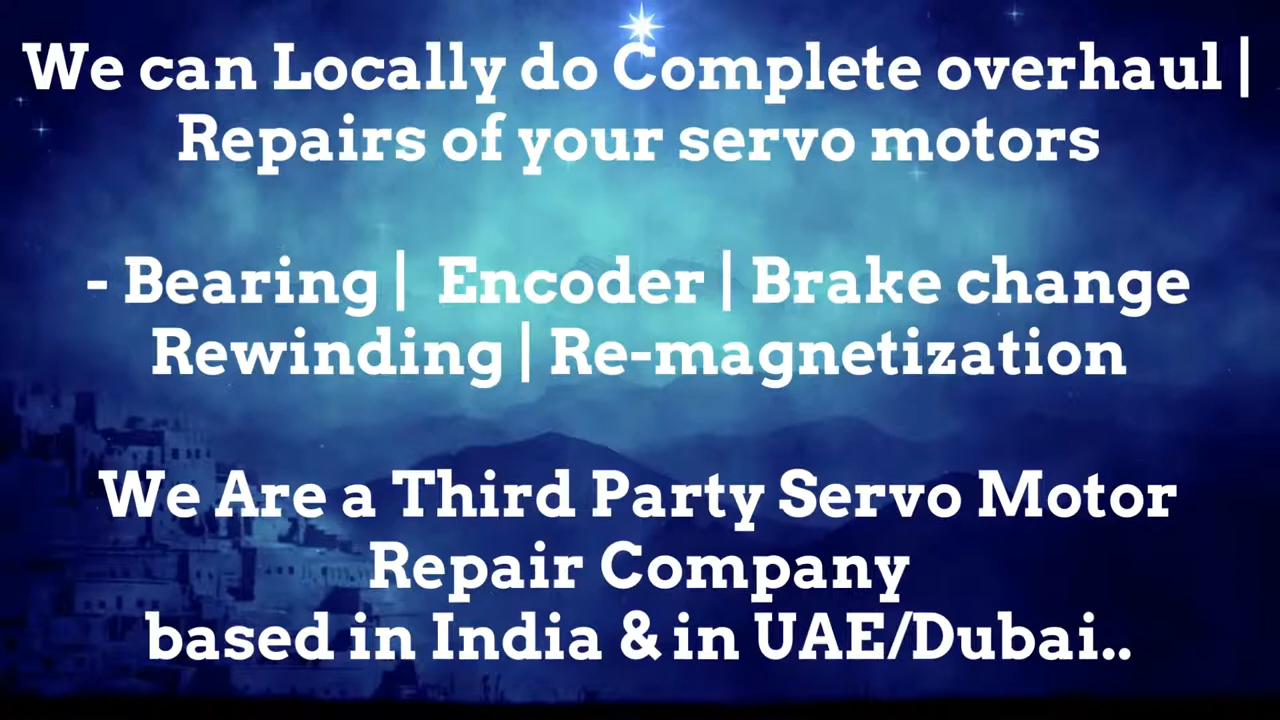 We can Locally do Complete overhaul |
Repairs of your servo motors
- Bearing | Encoder | Brake change
Rewinding | Re-magnetization
We Are a Third Party Servo Motor
Repair Company
based in India & in UAE/Dubai..